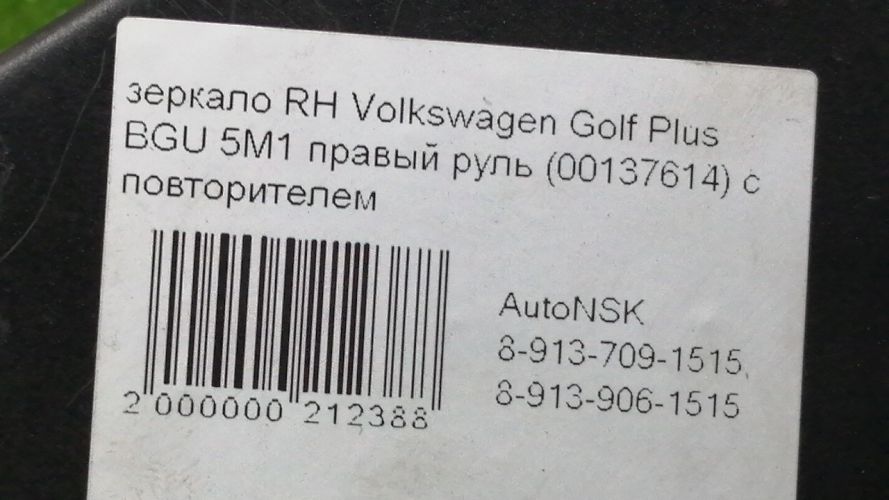 зеркало RH Volkswagen Golf Plus
BGU 5M1 правый руль (00137614) с
повторителем
AutoNSK
8-913-709-1515,
8-913-906-1515
2 000000 212388